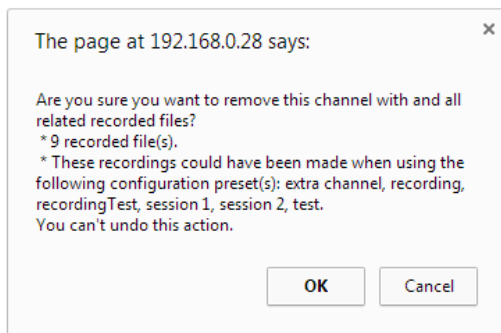 The page at 192.168.0.28 says:
Are you sure you want to remove this channel with and all
related recorded files?
* 9 recorded file(s).
* These recordings could have been made when using the
following configuration preset(s): extra channel, recording,
recordingTest, session 1, session 2, test.
You can't undo this action.
OK
Cancel